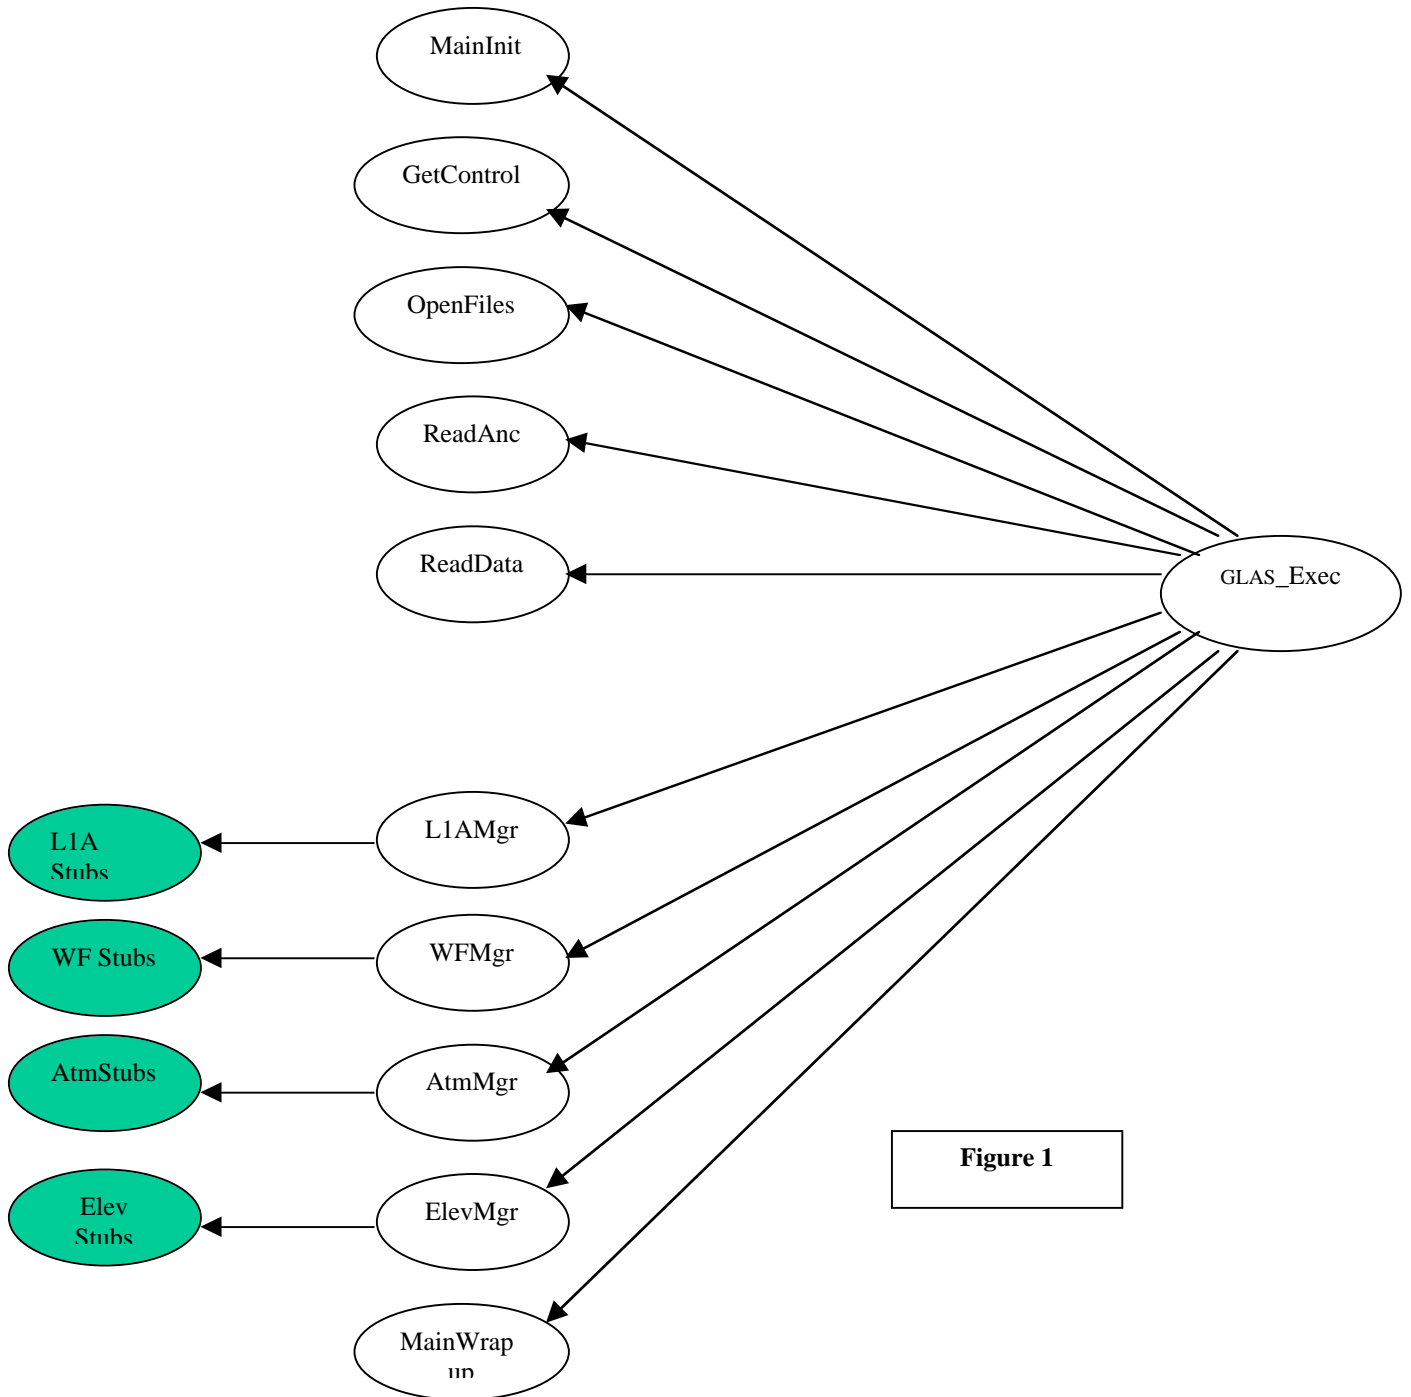 MainInit
GetControl
OpenFiles
ReadAnc
ReadData
GLAS_Exec
L1AMgr
L1A
Stubs
WFMgr
WF Stubs
AtmMgr
AtmStubs
Figure 1
ElevMgr
Elev
Stubs
MainWrap
up